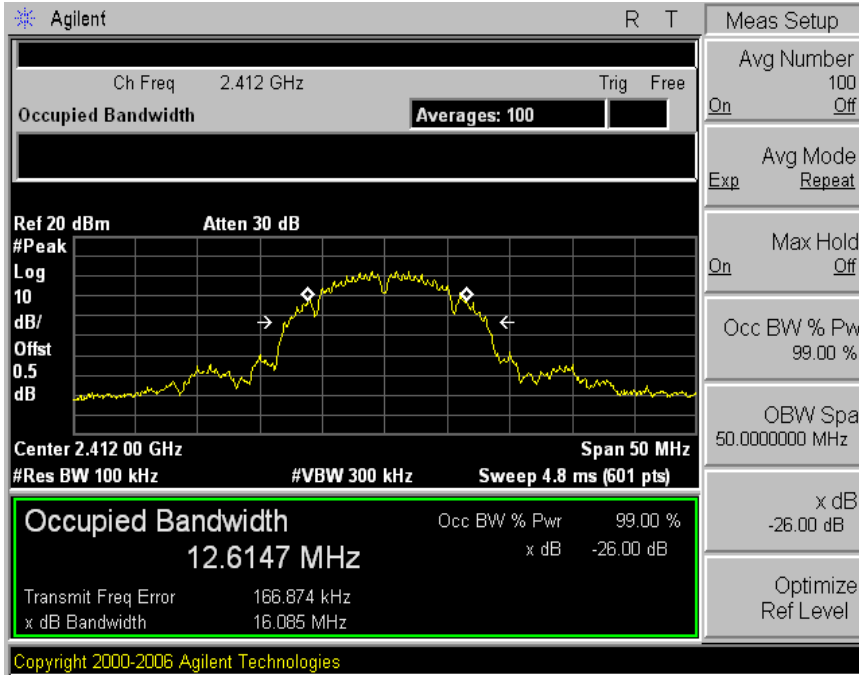 Agilent R T Meas Setup
Ch Freq 2.412 GHz Trig Free
Occupied Bandwidth Averages: 100
Ref 20 dBm Atten 30 dB
#Peak
Log
10
dB/
Offst
0.5
dB
Center 2.412 00 GHz Span 50 MHz
#Res BW 100 kHz #VBW 300 kHz Sweep 4.8 ms (601 pts)
Occupied Bandwidth Occ BW % Pwr 99.00 %
12.6147 MHz x dB -26.00 dB
Transmit Freq Error 166.874 kHz
x dB Bandwidth 16.085 MHz
Copyright 2000-2006 Agilent Technologies
Avg Number
100
On Off
Avg Mode
Exp Repeat
Max Hold
On Off
Occ BW % Pw
99.00 %
OBW Spa
50.0000000 MHz
x dB
-26.00 dB
Optimize
Ref Level